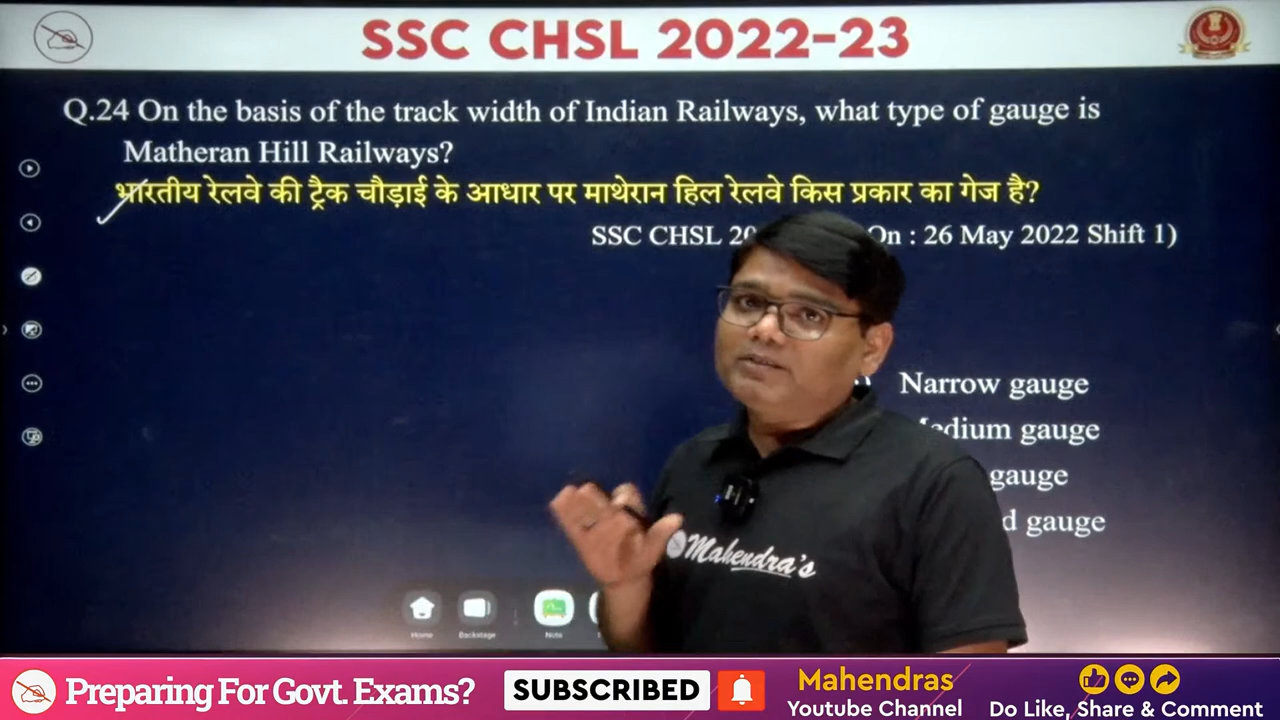 SSC CHSL 2022-23
Q.24 On the basis of the track width of Indian Railways, what type of gauge is
Matheran Hill Railways?
भारतीय रेलवे की ट्रैक चौड़ाई के आधार पर माथेरान हिल रेलवे किस प्रकार का गेज है?
SSC CHSL 20 On : 26 May 2022 Shift 1)
Narrow gauge
Medium gauge
gauge
gauge
Mahendra's
Home Backstage Note
Preparing For Govt. Exams? SUBSCRIBED Mahendras
Youtube Channel Do Like, Share & Comment